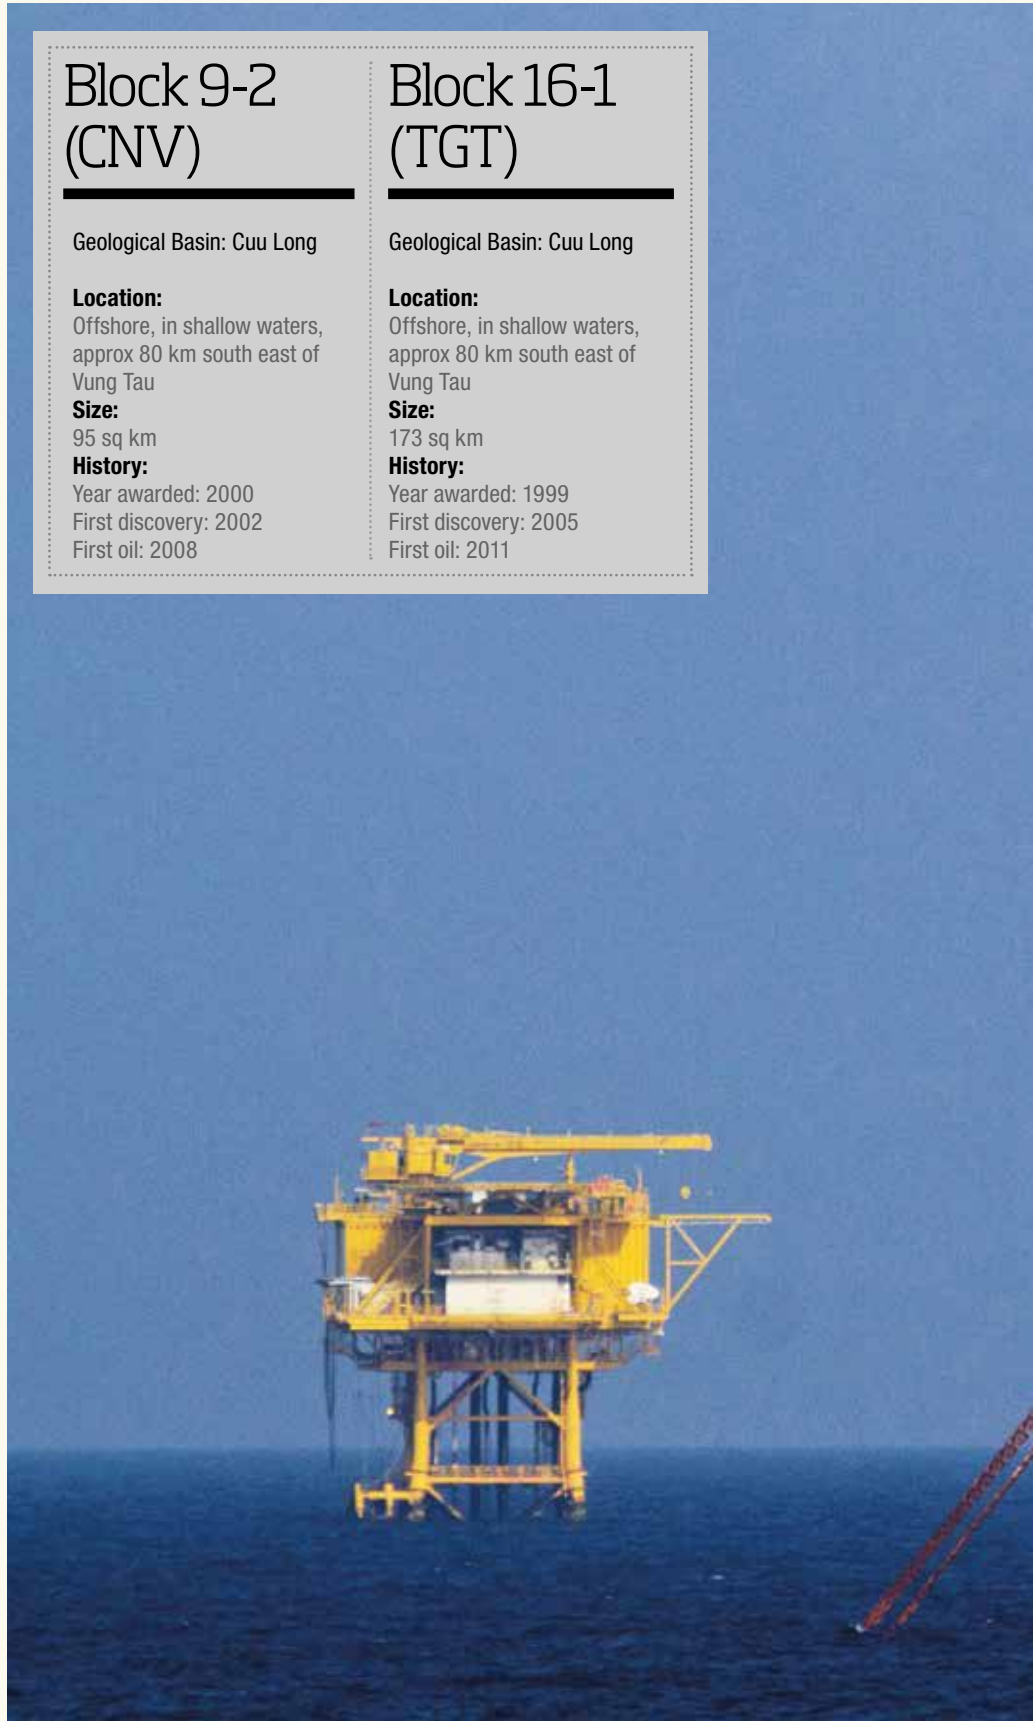 Block 9-2
(CNV)
Geological Basin: Cuu Long
Location:
Offshore, in shallow waters,
approx 80 km south east of
Vung Tau
Size:
95 sq km
History:
Year awarded: 2000
First discovery: 2002
First oil: 2008
Block 16-1
(TGT)
Geological Basin: Cuu Long
Location:
Offshore, in shallow waters,
approx 80 km south east of
Vung Tau
Size:
173 sq km
History:
Year awarded: 1999
First discovery: 2005
First oil: 2011